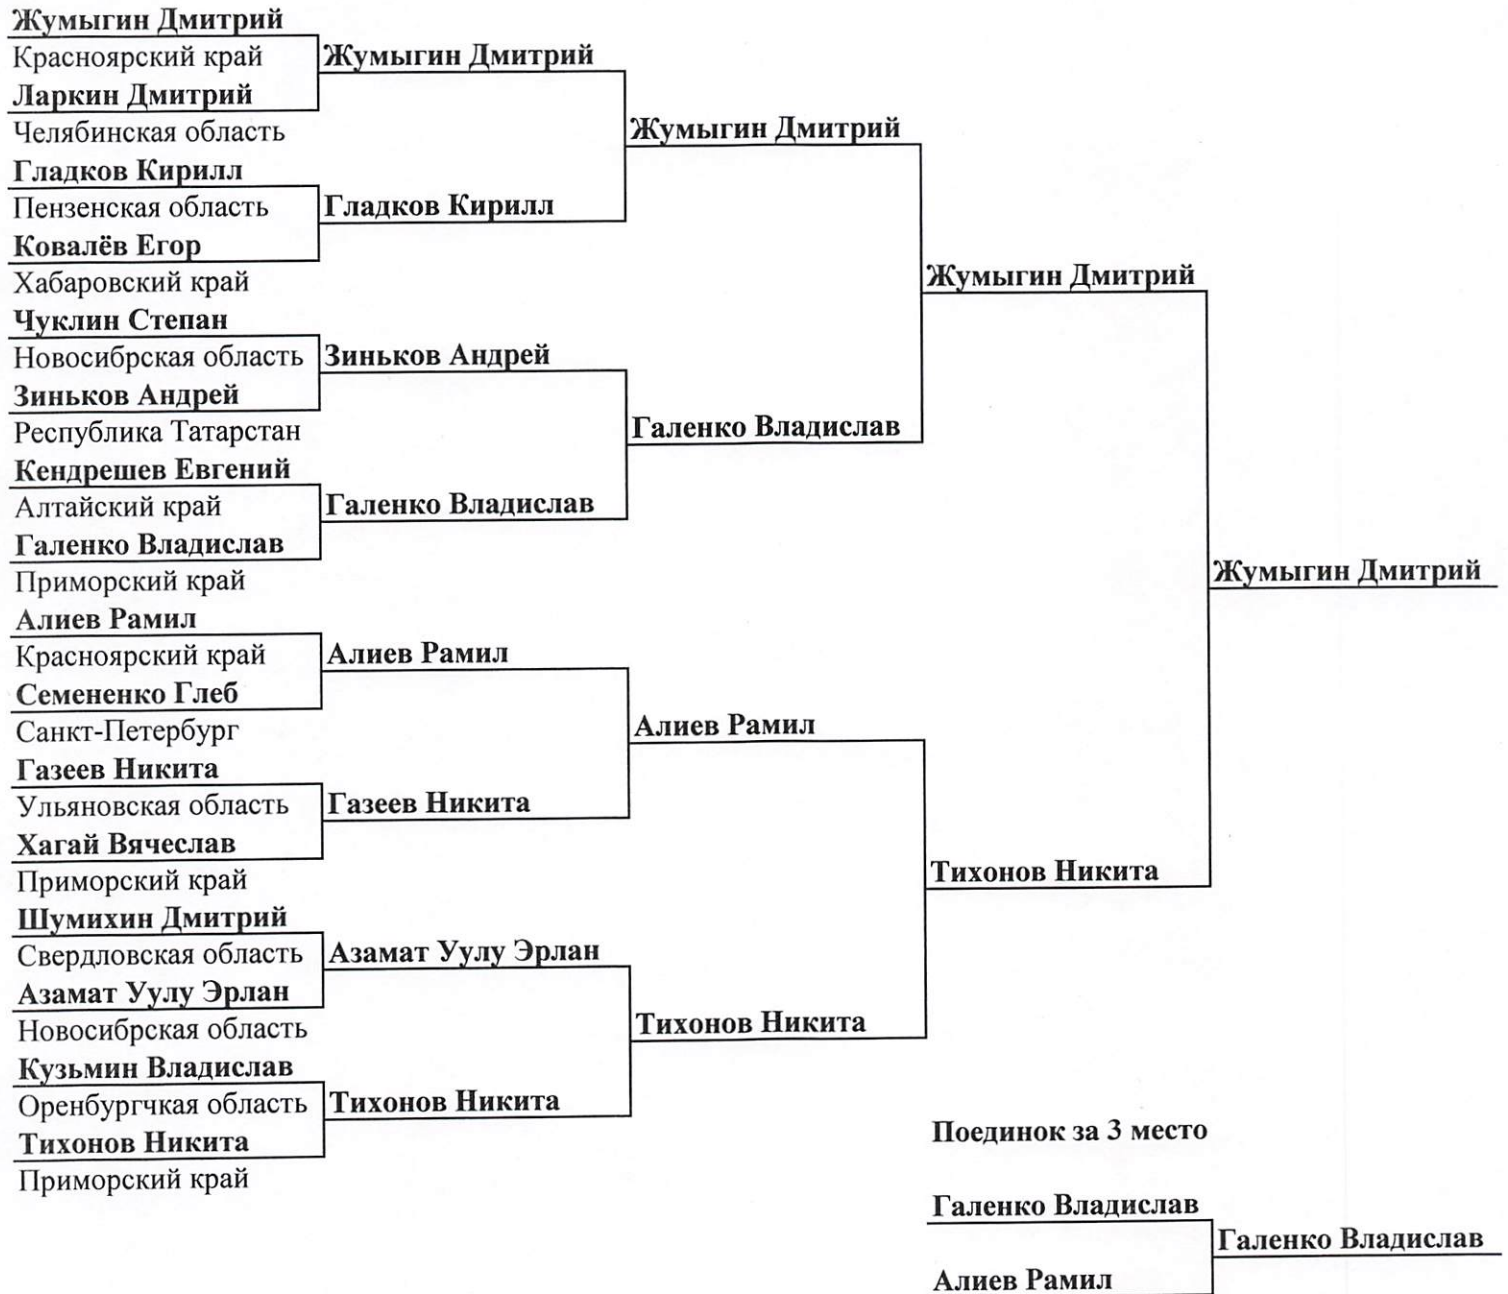 Жумыгин Дмитрий
Красноярский край
Ларкин Дмитрий
Челябинская область
Гладков Кирилл
Пензенская область
Ковалёв Егор
Хабаровский край
Чуклин Степан
Новосибрская область
Зиньков Андрей
Республика Татарстан
Кендрешев Евгений
Алтайский край
Галенко Владислав
Приморский край
Алиев Рамил
Красноярский край
Семененко Глеб
Санкт-Петербург
Газеев Никита
Ульяновская область
Хагай Вячеслав
Приморский край
Шумихин Дмитрий
Свердловская область
Азамат Уулу Эрлан
Новосибрская область
Кузьмин Владислав
Оренбургчкая область
Тихонов Никита
Приморский край
Жумыгин Дмитрий
Гладков Кирилл
Зиньков Андрей
Галенко Владислав
Алиев Рамил
Газеев Никита
Азамат Уулу Эрлан
Тихонов Никита
Жумыгин Дмитрий
Галенко Владислав
Алиев Рамил
Тихонов Никита
Жумыгин Дмитрий
Тихонов Никита
Жумыгин Дмитрий
Поединок за 3 место
Галенко Владислав
Алиев Рамил
Галенко Владислав